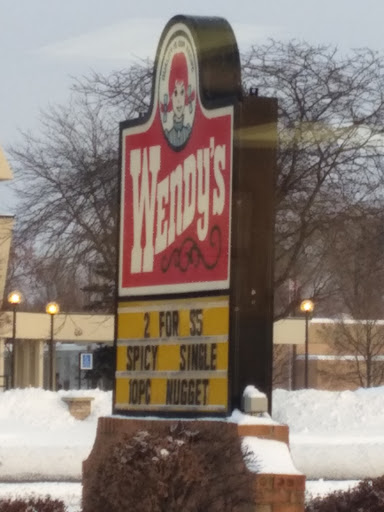 Wendy's
2 FOR $5
SPICY SINGLE
10PC NUGGET